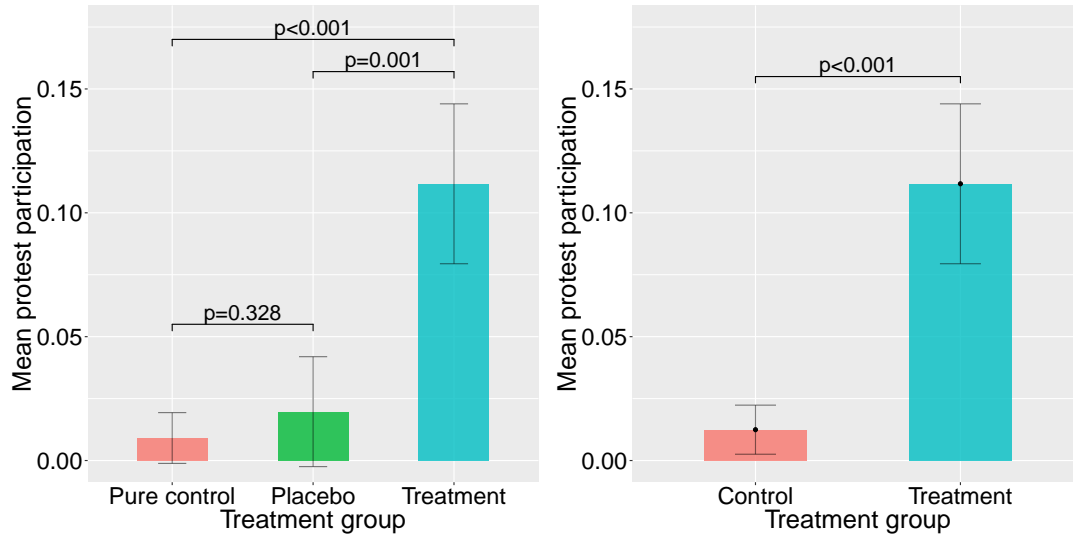 Mean protest participation
0.15
0.10
0.05
0.00
p<0.001
p=0.001
p=0.328
Pure control
Placebo
Treatment
Treatment group
Mean protest participation
0.15
0.10
0.05
0.00
p<0.001
Control
Treatment
Treatment group